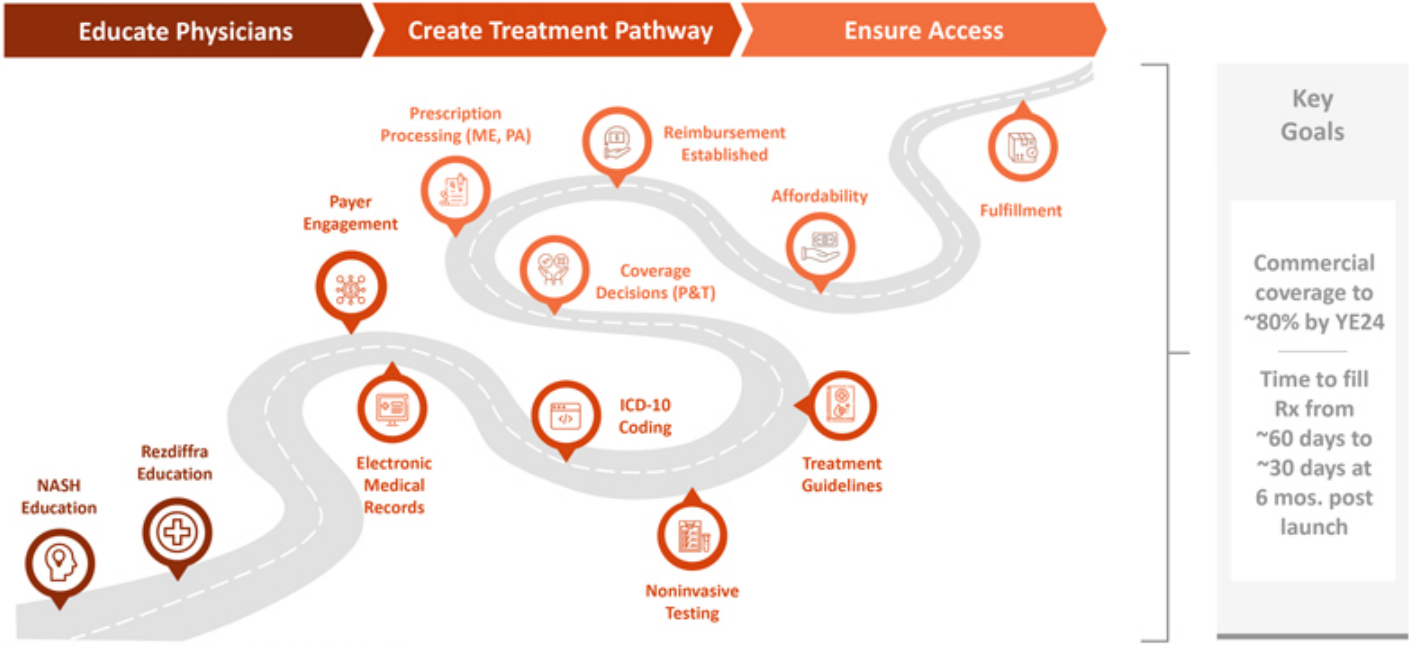 Educate Physicians
Create Treatment Pathway
Ensure Access
NASH
Education
Rezdiffra
Education
Payer
Engagement
Electronic
Medical
Records
ICD-10
Coding
Noninvasive
Testing
Treatment
Guidelines
Coverage
Decisions (P&T)
Prescription
Processing (ME, PA)
Reimbursement
Established
Affordability
Fulfillment
Key
Goals
Commercial
coverage to
~80% by YE24
Time to fill
Rx from
~60 days to
~30 days at
6 mos. post
launch